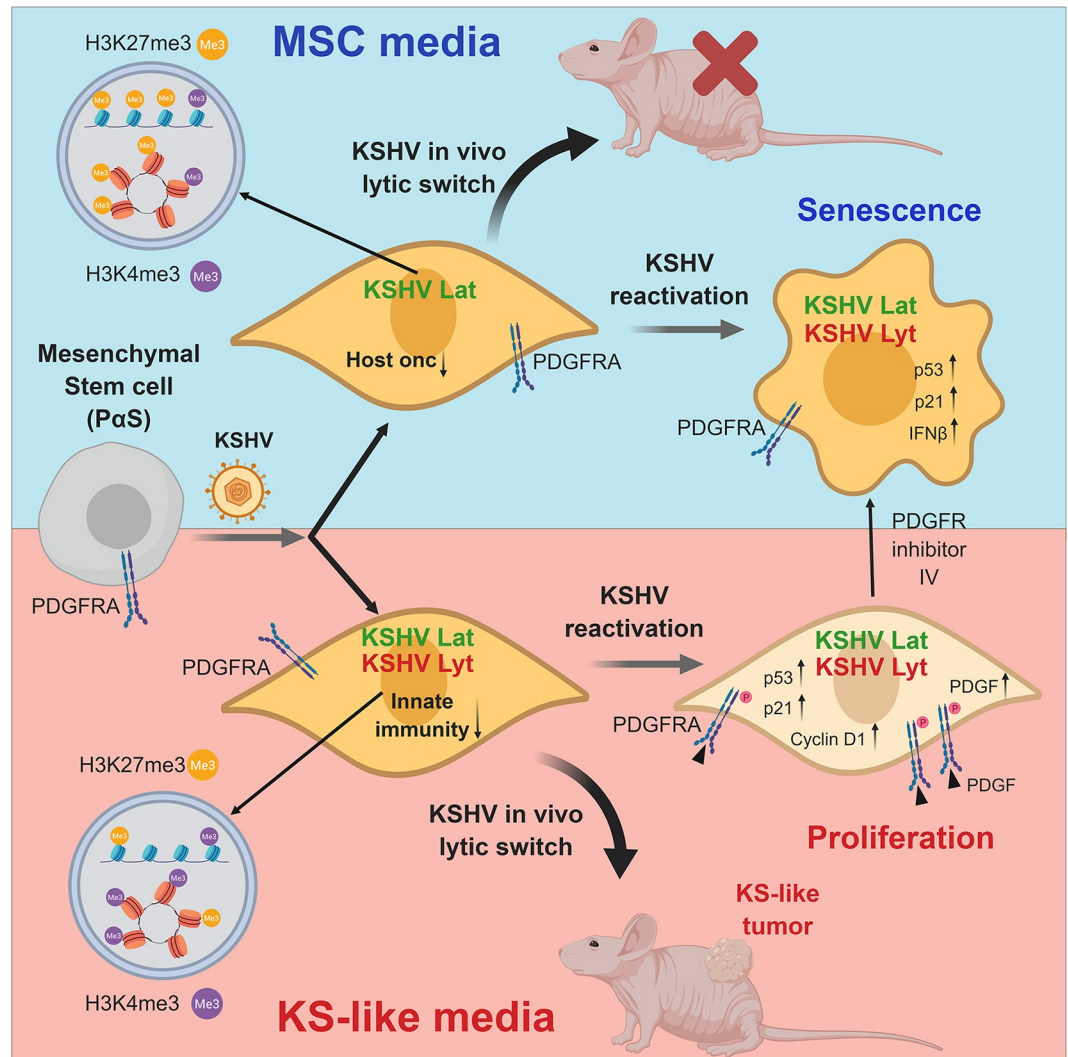 MSC media
H3K27me3 Me3
Me3 Me3 Me3 Me3
Me3
Me3
Me3
Me3
H3K4me3 Me3
KSHV in vivo
lytic switch
Senescence
KSHV Lat
Host onc
PDGFRA
KSHV
reactivation
KSHV Lat
KSHV Lyt
p53
p21
IFNβ
PDGFRA
Mesenchymal
Stem cell
(PαS)
KSHV
PDGFRA
PDGFR
inhibitor
IV
KSHV Lat
KSHV Lyt
Innate
immunity
PDGFRA
KSHV
reactivation
KSHV Lat
KSHV Lyt
p53
p21
Cyclin D1
PDGF
PDGFRA
P
P
P
PDGF
Proliferation
H3K27me3 Me3
Me3 Me3
Me3
Me3
Me3
Me3
H3K4me3 Me3
KSHV in vivo
lytic switch
KS-like
tumor
KS-like media